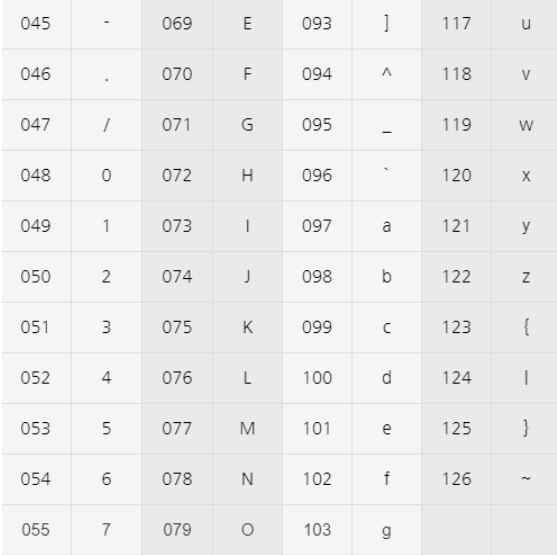 045 - 069 E 093 ] 117 u
046 . 070 F 094 ^ 118 v
047 / 071 G 095 _ 119 w
048 0 072 H 096 ` 120 x
049 1 073 I 097 a 121 y
050 2 074 J 098 b 122 z
051 3 075 K 099 c 123 {
052 4 076 L 100 d 124 |
053 5 077 M 101 e 125 }
054 6 078 N 102 f 126 ~
055 7 079 O 103 g